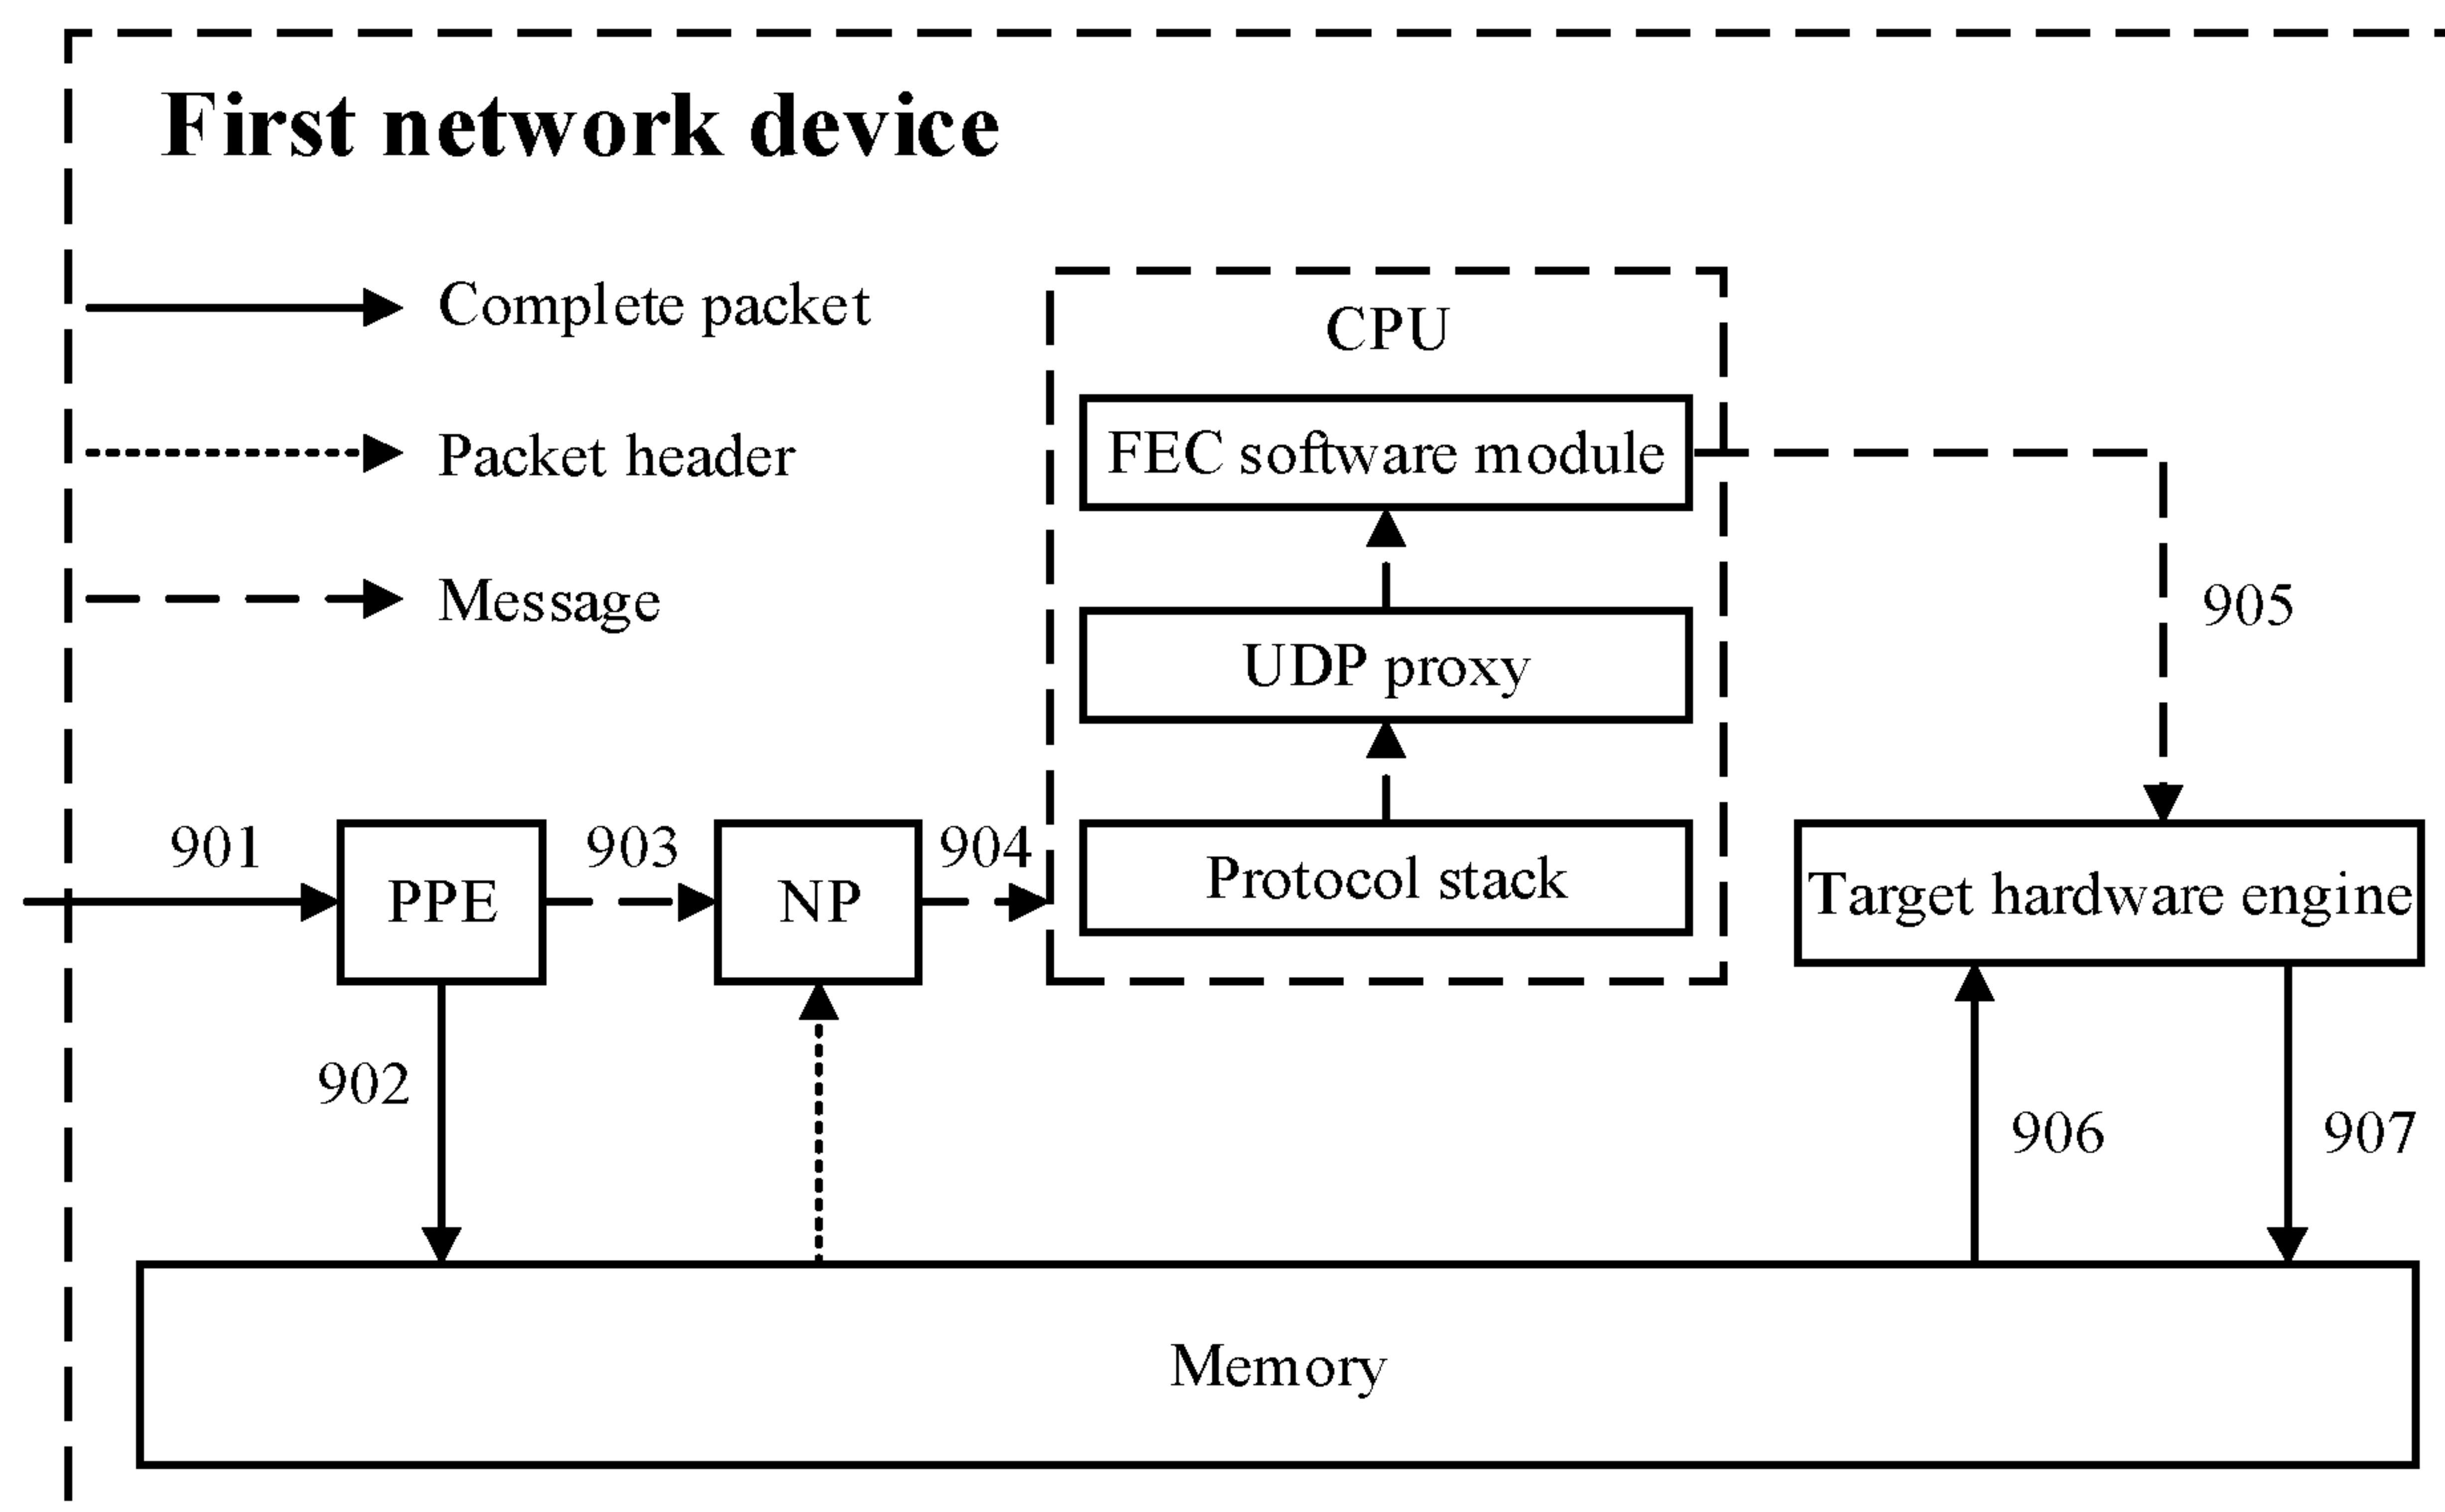 First network device
Complete packet
Packet header
Message
CPU
FEC software module
UDP proxy
Protocol stack
905
901
PPE
903
NP
904
Target hardware engine
902
906
907
Memory